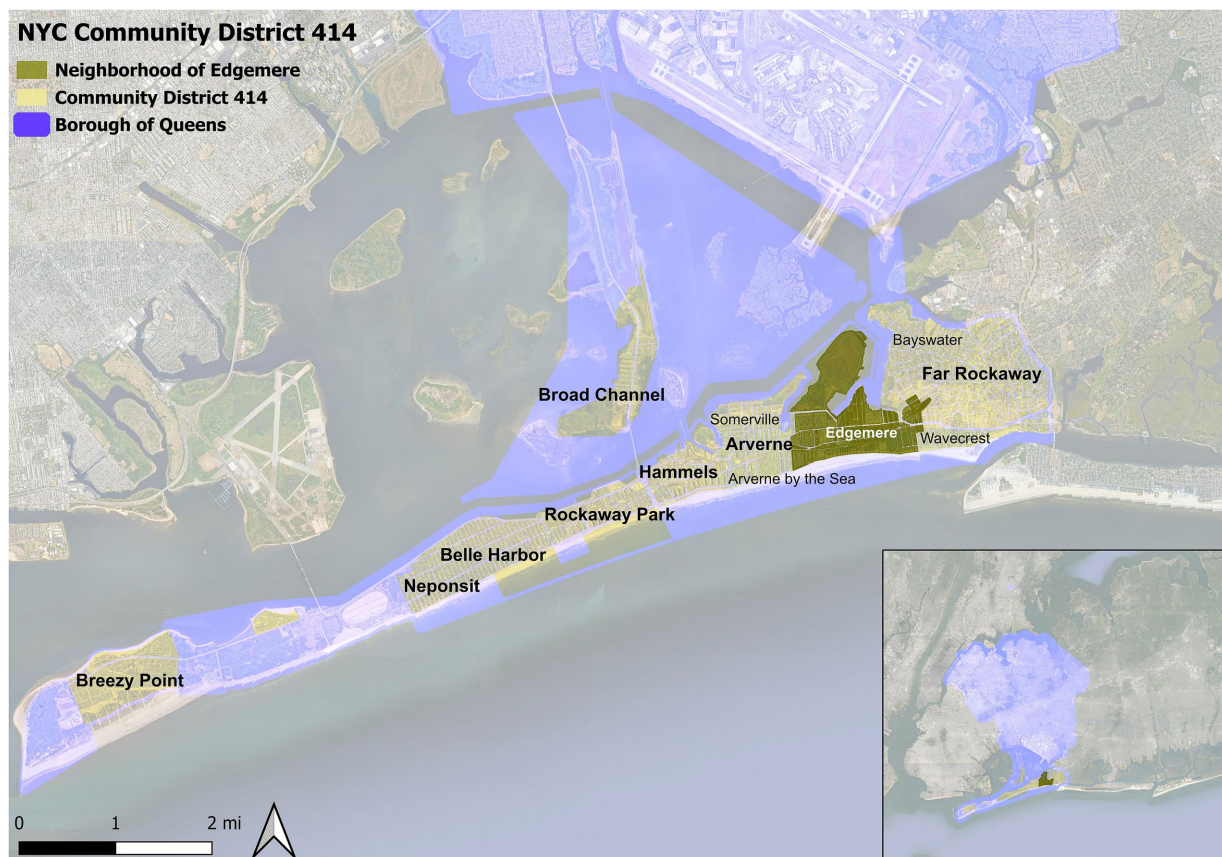 NYC Community District 414
Neighborhood of Edgemere
Community District 414
Borough of Queens
Bayswater
Far Rockaway
Broad Channel
Somerville
Edgemere
Arverne
Wavecrest
Hammels
Arverne by the Sea
Rockaway Park
Belle Harbor
Neponsit
Breezy Point
0 1 2 mi